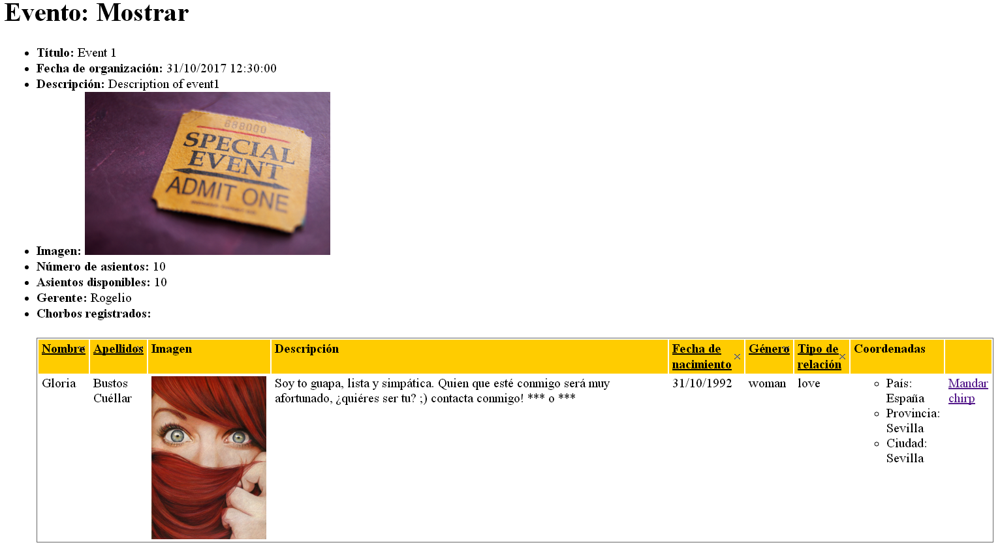 Evento: Mostrar
Título: Event 1
Fecha de organización: 31/10/2017 12:30:00
Descripción: Description of event1
888000
SPECIAL
EVENT
ADMIT ONE
Imagen:
Número de asientos: 10
Asientos disponibles: 10
Gerente: Rogelio
Chorbos registrados:
Nombre Apellidos Imagen Descripción Fecha de nacimiento Género Tipo de relación Coordenadas
Gloria
Bustos
Cuéllar
Soy to guapa, lista y simpática. Quien que esté conmigo será muy
afortunado, ¿quiéres ser tu? ;) contacta conmigo! *** o ***
31/10/1992
woman
love
País:
España
Provincia:
Sevilla
Ciudad:
Sevilla
Mandar
chirp